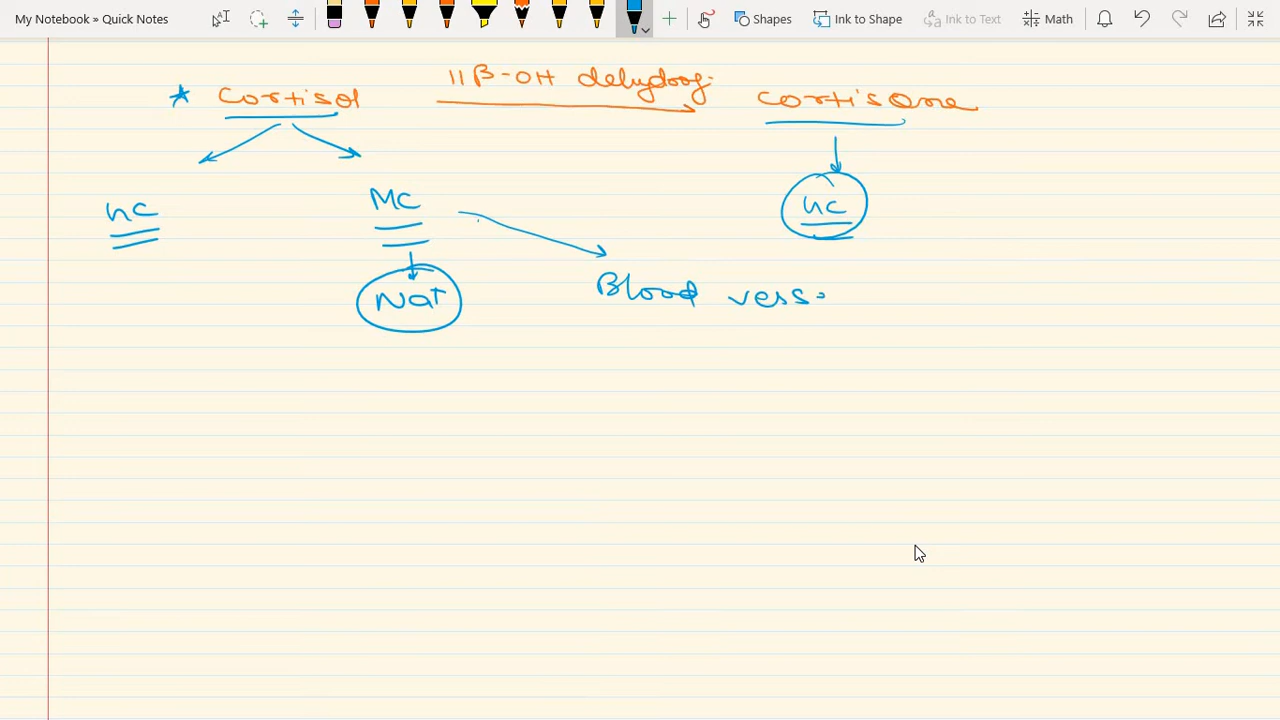 My Notebook » Quick Notes Shapes Ink to Shape Ink to Text Math
11β-OH dehydrog.
★ Cortisol cortisone
GC MC GC
Na+ Blood vess.